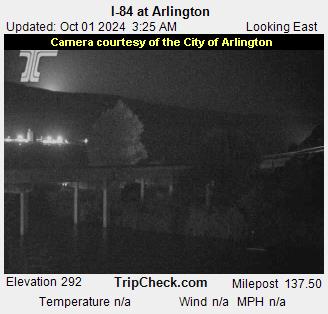 I-84 at Arlington
Updated: Oct 01 2024 3:25 AM Looking East
Camera courtesy of the City of Arlington
Elevation 292 TripCheck.com Milepost 137.50
Temperature n/a Wind n/a MPH n/a